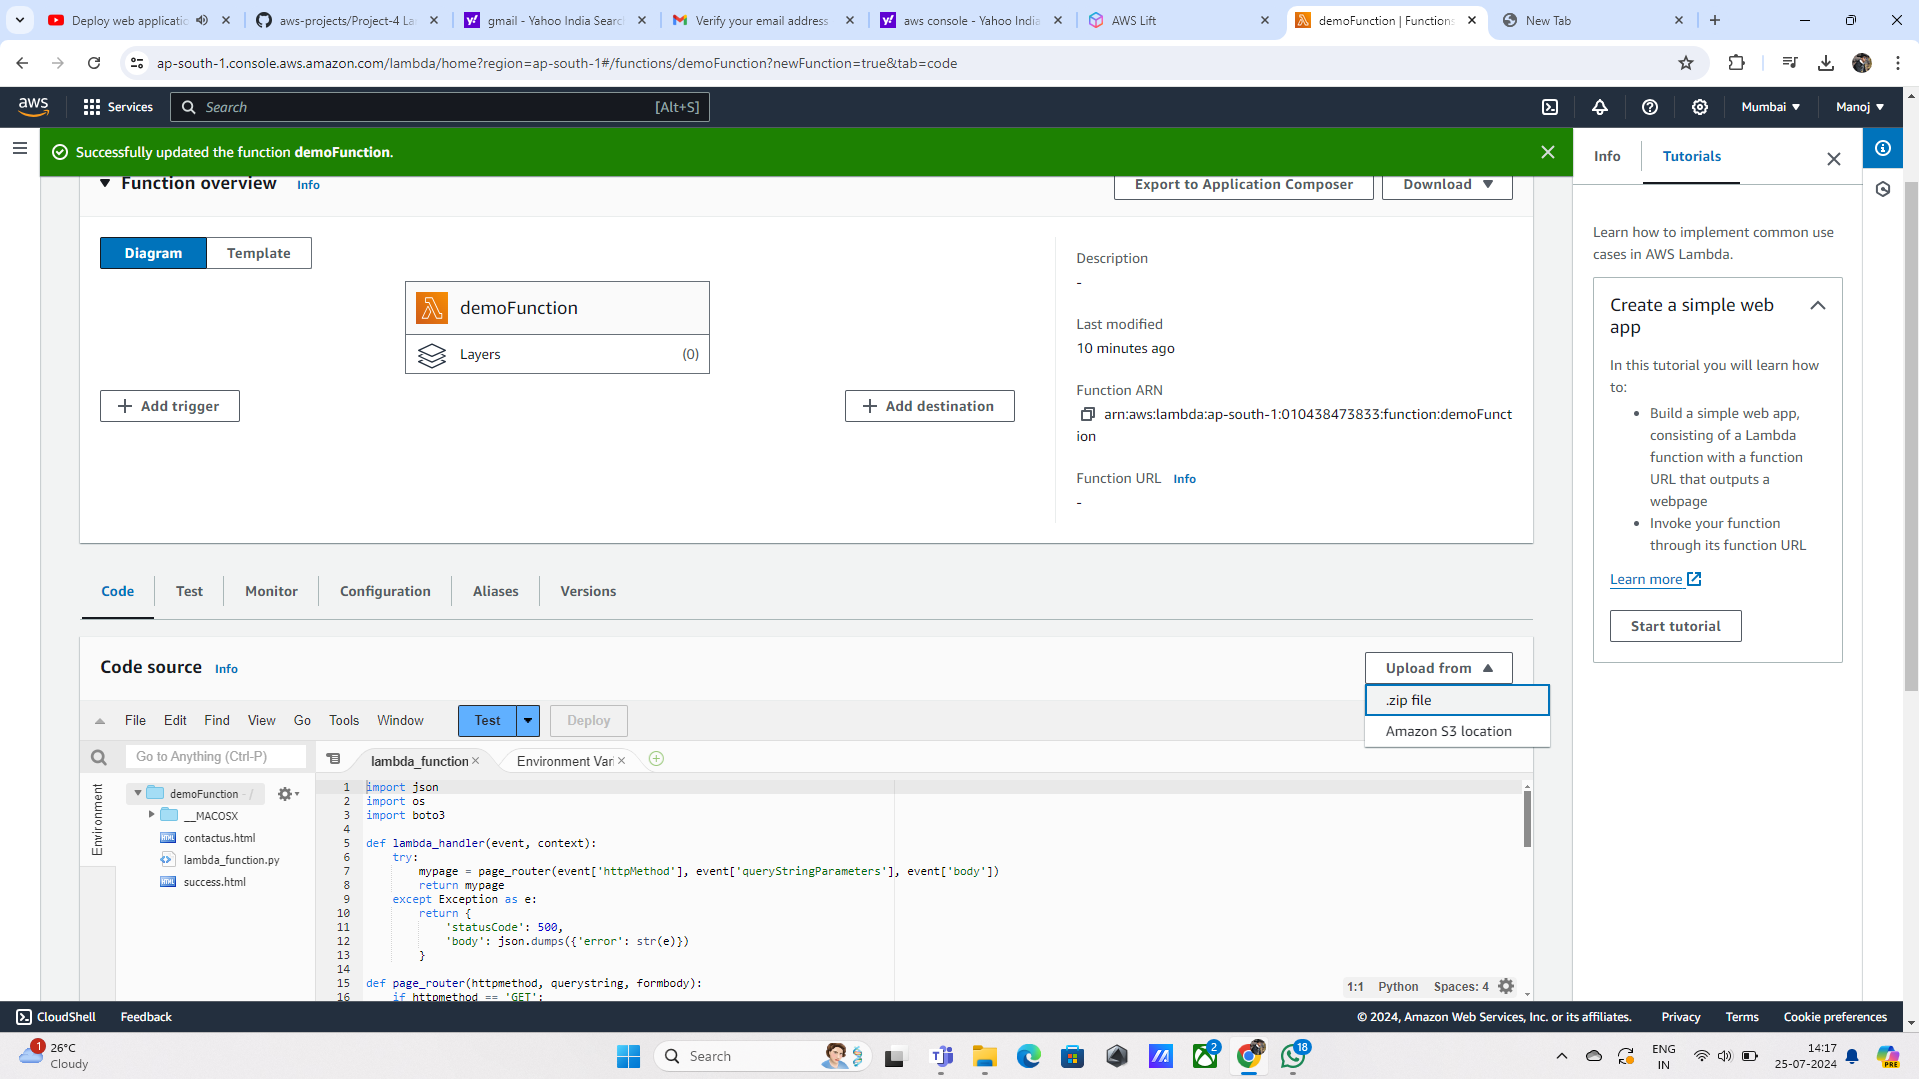 Deploy web applicatio
aws-projects/Project-4 La
gmail - Yahoo India Searc
Verify your email address
aws console - Yahoo India
AWS Lift
demoFunction | Functions
New Tab
ap-south-1.console.aws.amazon.com/lambda/home?region=ap-south-1#/functions/demoFunction?newFunction=true&tab=code
aws
Services
Search
[Alt+S]
Mumbai
Manoj
Successfully updated the function demoFunction.
Info
Tutorials
Function overview
Info
Export to Application Composer
Download
Diagram
Template
demoFunction
Layers
(0)
Add trigger
Add destination
Description
-
Last modified
10 minutes ago
Function ARN
arn:aws:lambda:ap-south-1:010438473833:function:demoFunct
ion
Function URL Info
-
Learn how to implement common use
cases in AWS Lambda.
Create a simple web
app
In this tutorial you will learn how
to:
• Build a simple web app,
consisting of a Lambda
function with a function
URL that outputs a
webpage
• Invoke your function
through its function URL
Learn more
Start tutorial
Code
Test
Monitor
Configuration
Aliases
Versions
Code source
Info
Upload from
.zip file
Amazon S3 location
File
Edit
Find
View
Go
Tools
Window
Test
Deploy
Go to Anything (Ctrl-P)
lambda_function
Environment Vari
Environment
demoFunction - /
__MACOSX
contactus.html
lambda_function.py
success.html
1 import json
2 import os
3 import boto3
4
5 def lambda_handler(event, context):
6 try:
7 mypage = page_router(event['httpMethod'], event['queryStringParameters'], event['body'])
8 return mypage
9 except Exception as e:
10 return {
11 'statusCode': 500,
12 'body': json.dumps({'error': str(e)})
13 }
14
15 def page_router(httpmethod, querystring, formbody):
16 if httpmethod == 'GET':
1:1 Python Spaces: 4
CloudShell
Feedback
© 2024, Amazon Web Services, Inc. or its affiliates.
Privacy
Terms
Cookie preferences
1
26°C
Cloudy
Search
2
18
ENG
IN
14:17
25-07-2024
PRE